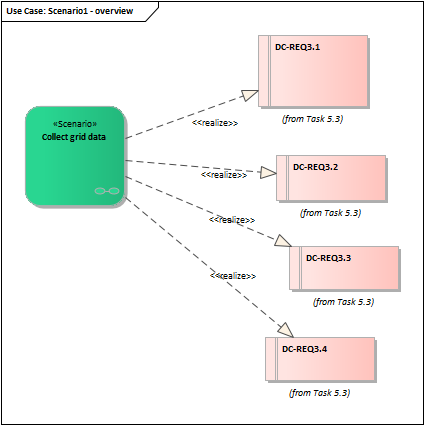 Use Case: Scenario1 - overview
DC-REQ3.1
(from Task 5.3)
«Scenario»
Collect grid data
<<realize>>
DC-REQ3.2
<<realize>>
(from Task 5.3)
<<realize>>
DC-REQ3.3
<<realize>>
(from Task 5.3)
DC-REQ3.4
(from Task 5.3)